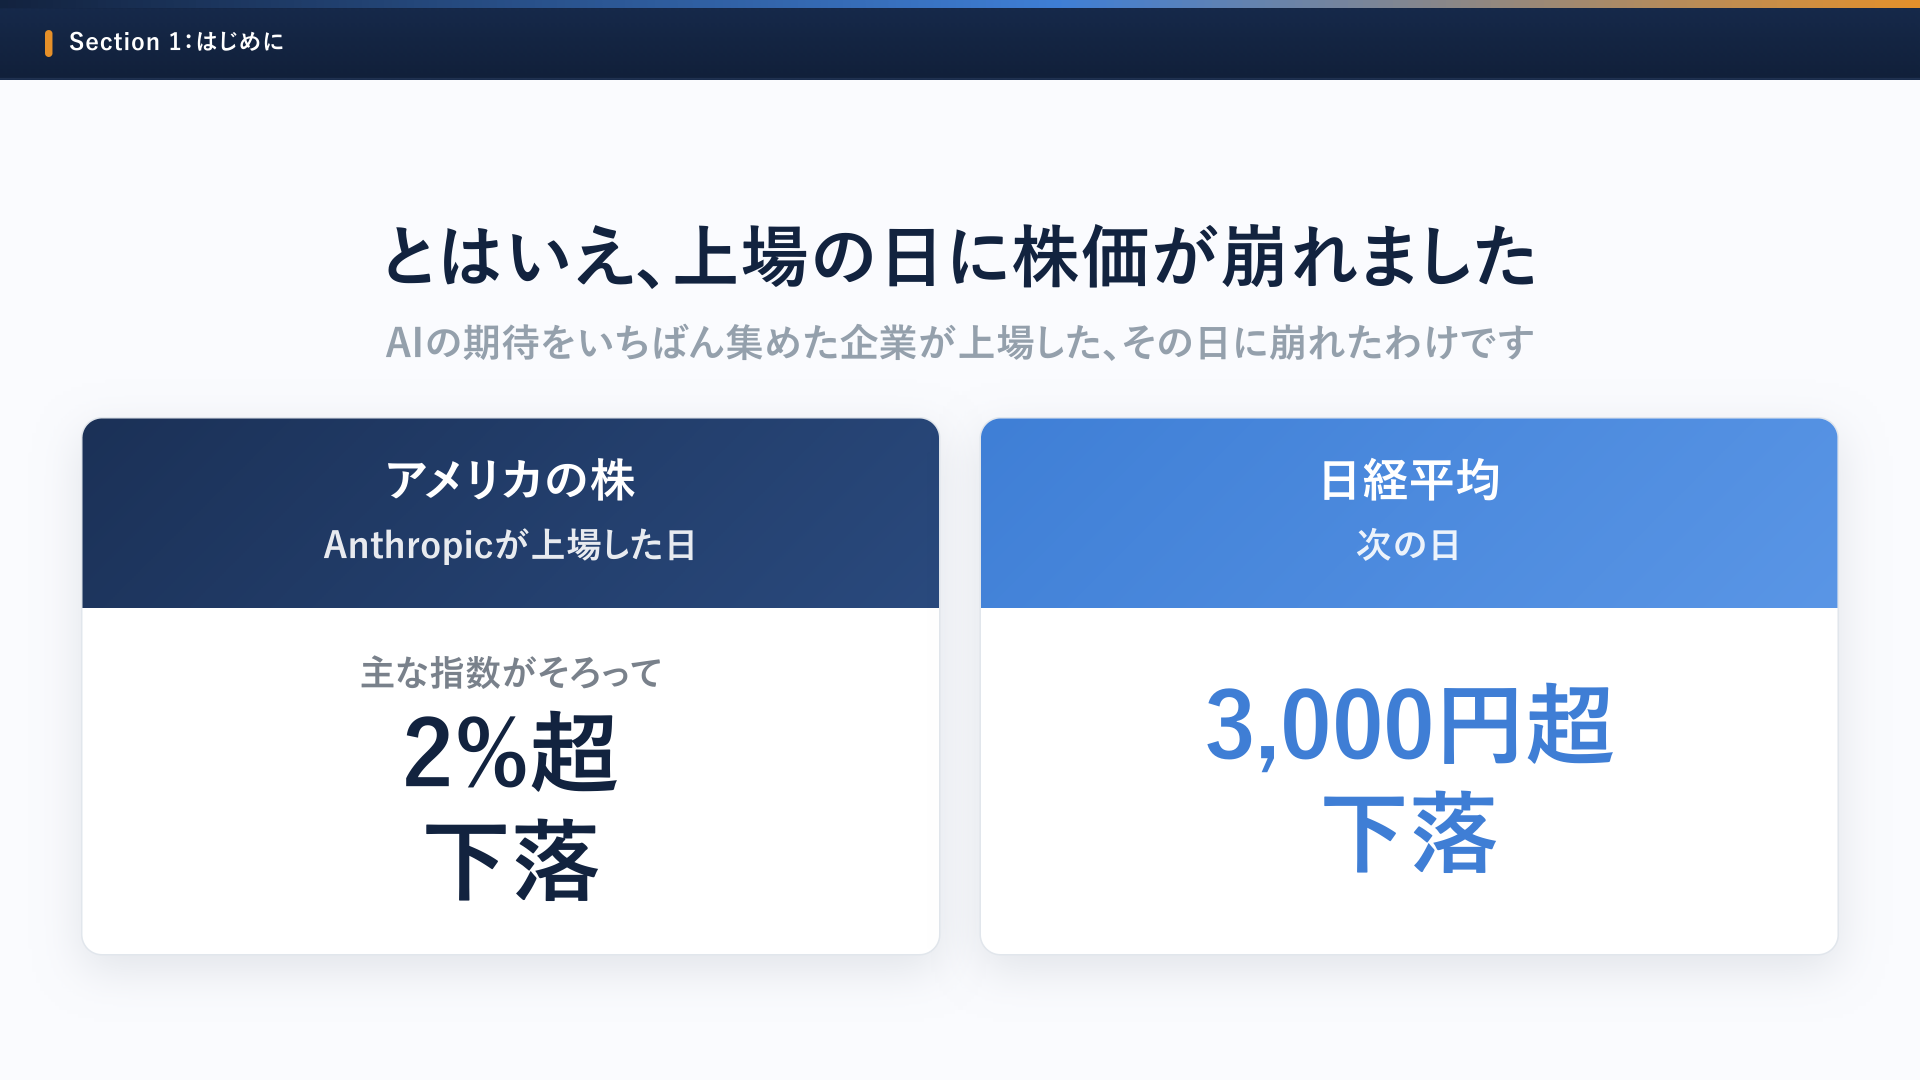 Section 1：はじめに
とはいえ、上場の日に株価が崩れました
AIの期待をいちばん集めた企業が上場した、その日に崩れたわけです
アメリカの株
Anthropicが上場した日
主な指数がそろって
2%超
下落
日経平均
次の日
3,000円超
下落